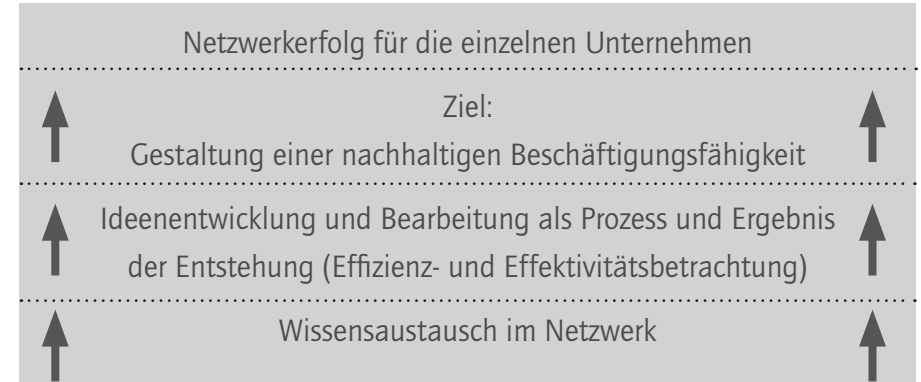 Netzwerkerfolg für die einzelnen Unternehmen
Ziel:
Gestaltung einer nachhaltigen Beschäftigungsfähigkeit
Ideenentwicklung und Bearbeitung als Prozess und Ergebnis
der Entstehung (Effizienz- und Effektivitätsbetrachtung)
Wissensaustausch im Netzwerk